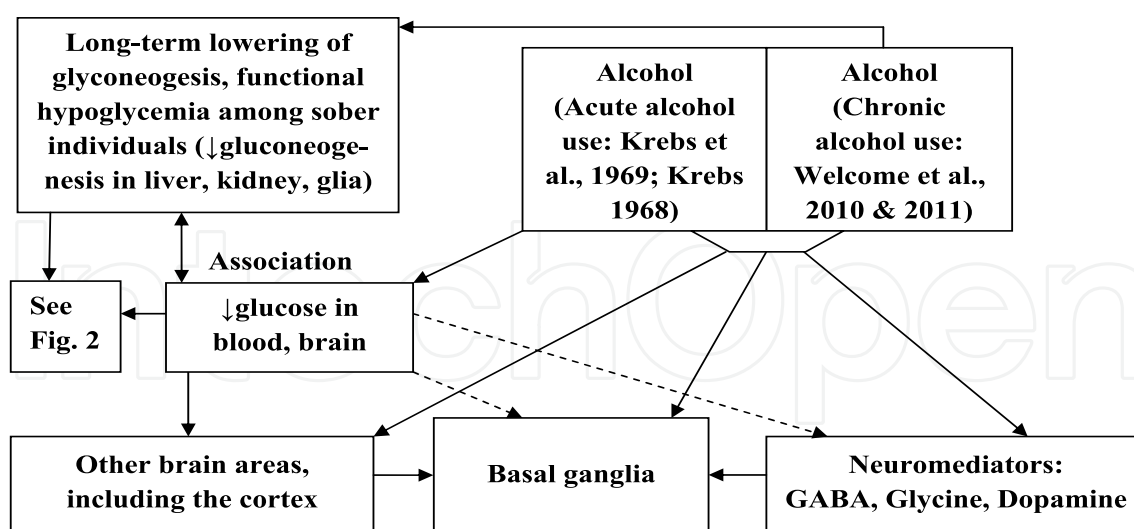 Long-term lowering of
glyconeogesis, functional
hypoglycemia among sober
individuals (↓gluconeoge-
nesis in liver, kidney, glia)
Alcohol
(Acute alcohol
use: Krebs et
al., 1969; Krebs
1968)
Alcohol
(Chronic
alcohol use:
Welcome et al.,
2010 & 2011)
Association
See
Fig. 2
↓glucose in
blood, brain
Other brain areas,
including the cortex
Basal ganglia
Neuromediators:
GABA, Glycine, Dopamine
IntechOpen